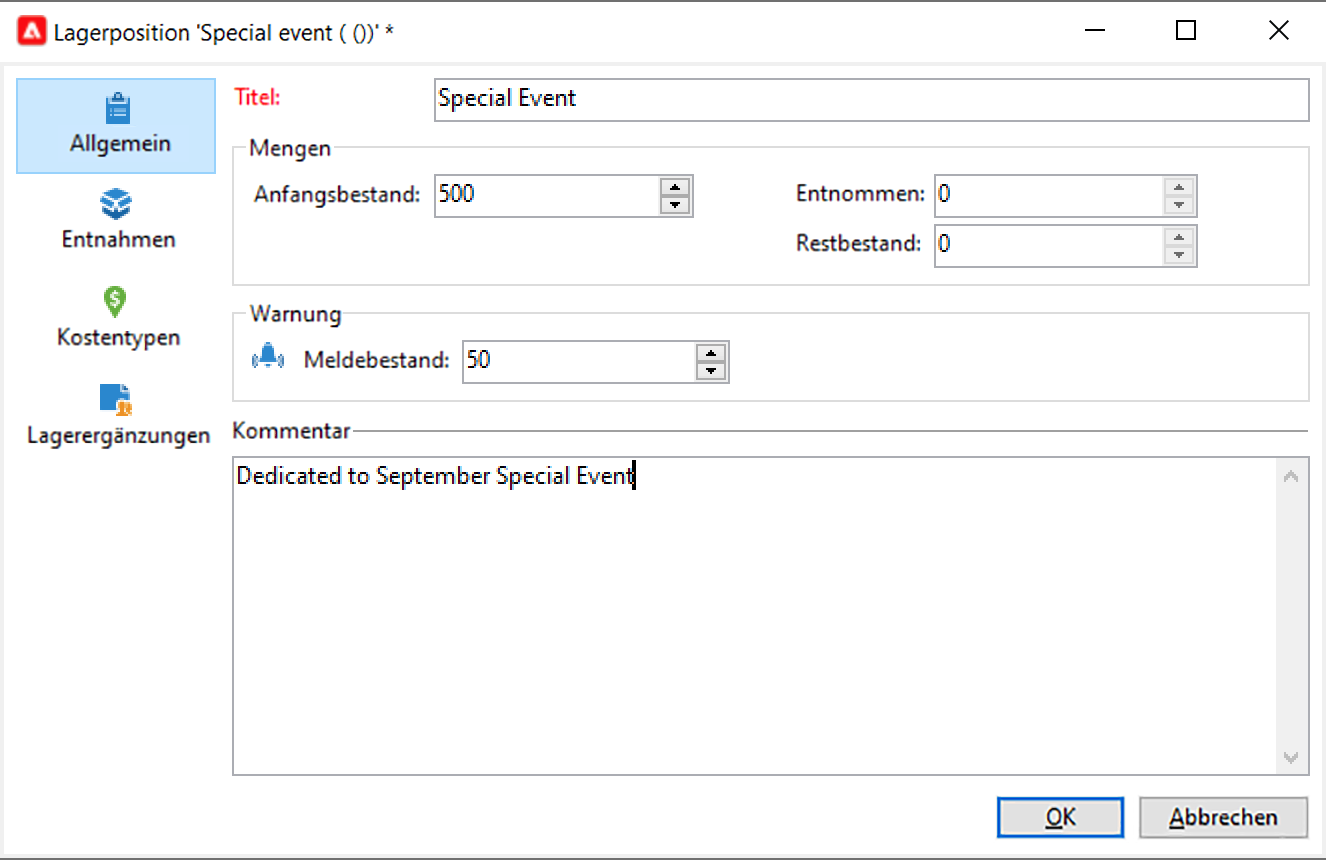 Lagerposition 'Special event ( ())' *
Allgemein
Entnahmen
Kostentypen
Lagerergänzungen
Titel: Special Event
Mengen
Anfangsbestand: 500 Entnommen: 0
Restbestand: 0
Warnung
Meldebestand: 50
Kommentar
Dedicated to September Special Event
OK Abbrechen